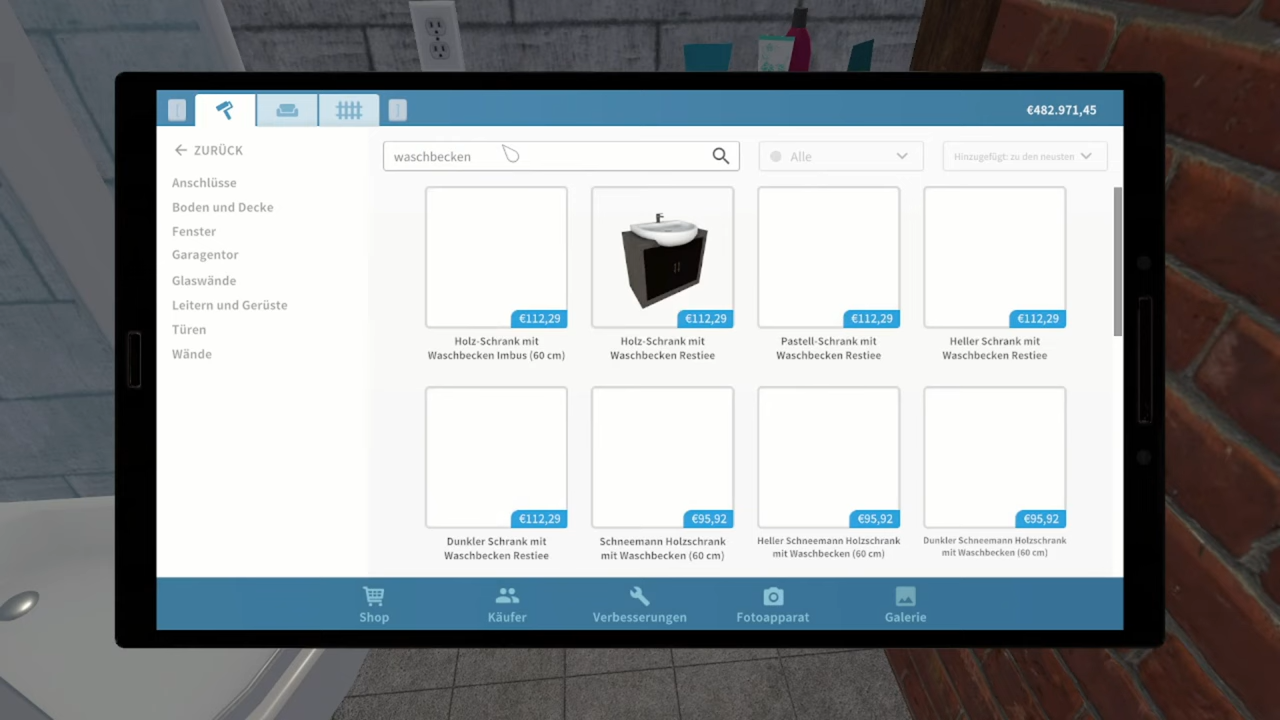 €482.971,45
ZURÜCK
waschbecken
Alle
Hinzugefügt: zu den neusten
Anschlüsse
Boden und Decke
Fenster
Garagentor
Glaswände
Leitern und Gerüste
Türen
Wände
€112,29
€112,29
€112,29
€112,29
Holz-Schrank mit
Waschbecken Imbus (60 cm)
Holz-Schrank mit
Waschbecken Restiee
Pastell-Schrank mit
Waschbecken Restiee
Heller Schrank mit
Waschbecken Restiee
€112,29
€95,92
€95,92
€95,92
Dunkler Schrank mit
Waschbecken Restiee
Schneemann Holzschrank
mit Waschbecken (60 cm)
Heller Schneemann Holzschrank
mit Waschbecken (60 cm)
Dunkler Schneemann Holzschrank
mit Waschbecken (60 cm)
Shop
Käufer
Verbesserungen
Fotoapparat
Galerie